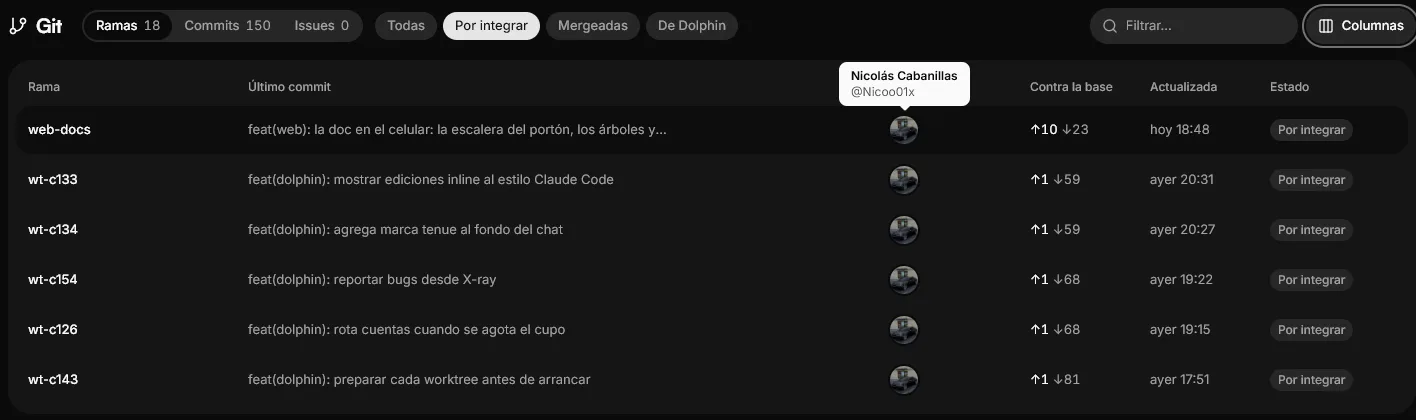 Git Ramas 18 Commits 150 Issues 0 Todas Por integrar Mergeadas De Dolphin Filtrar... Columnas
Nicolás Cabanillas
@Nicoo01x
Rama Último commit Contra la base Actualizada Estado
web-docs feat(web): la doc en el celular: la escalera del portón, los árboles y... ↑10 ↓23 hoy 18:48 Por integrar
wt-c133 feat(dolphin): mostrar ediciones inline al estilo Claude Code ↑1 ↓59 ayer 20:31 Por integrar
wt-c134 feat(dolphin): agrega marca tenue al fondo del chat ↑1 ↓59 ayer 20:27 Por integrar
wt-c154 feat(dolphin): reportar bugs desde X-ray ↑1 ↓68 ayer 19:22 Por integrar
wt-c126 feat(dolphin): rota cuentas cuando se agota el cupo ↑1 ↓68 ayer 19:15 Por integrar
wt-c143 feat(dolphin): preparar cada worktree antes de arrancar ↑1 ↓81 ayer 17:51 Por integrar